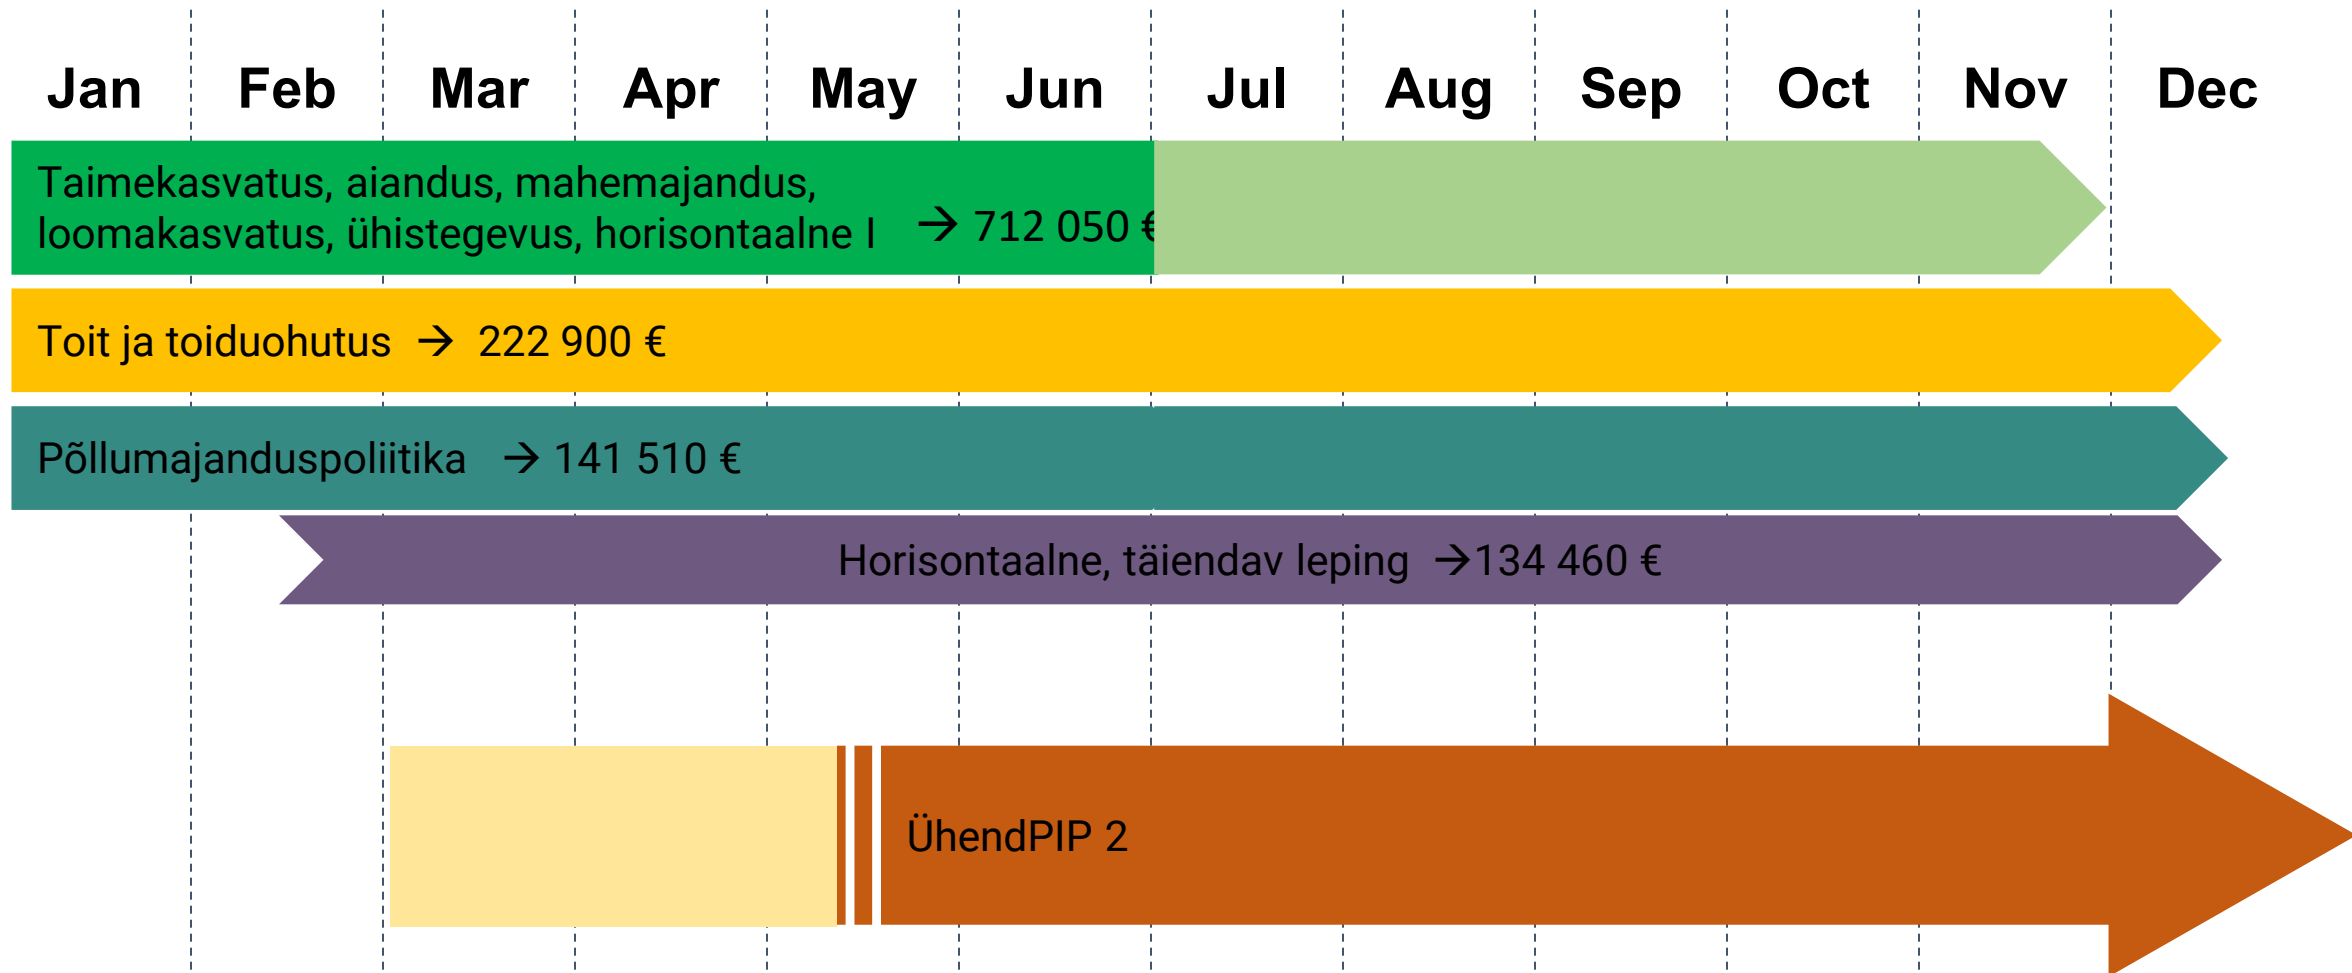 Jan Feb Mar Apr May Jun Jul Aug Sep Oct Nov Dec
Taimekasvatus, aiandus, mahemajandus,
loomakasvatus, ühistegevus, horisontaalne I → 712 050 €
Toit ja toiduohutus → 222 900 €
Põllumajanduspoliitika → 141 510 €
Horisontaalne, täiendav leping →134 460 €
ÜhendPIP 2